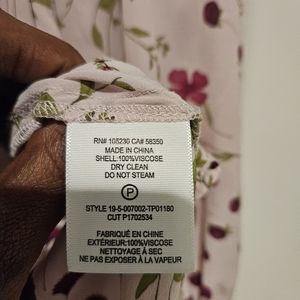 RN# 105230 CA# 58350
MADE IN CHINA
SHELL:100%VISCOSE
DRY CLEAN
DO NOT STEAM
P
STYLE 19-5-007002-TP01180
CUT P1702534
FABRIQUÉ EN CHINE
EXTÉRIEUR:100%VISCOSE
NETTOYAGE À SEC
NE PAS EXPOSER À LA VAPEUR